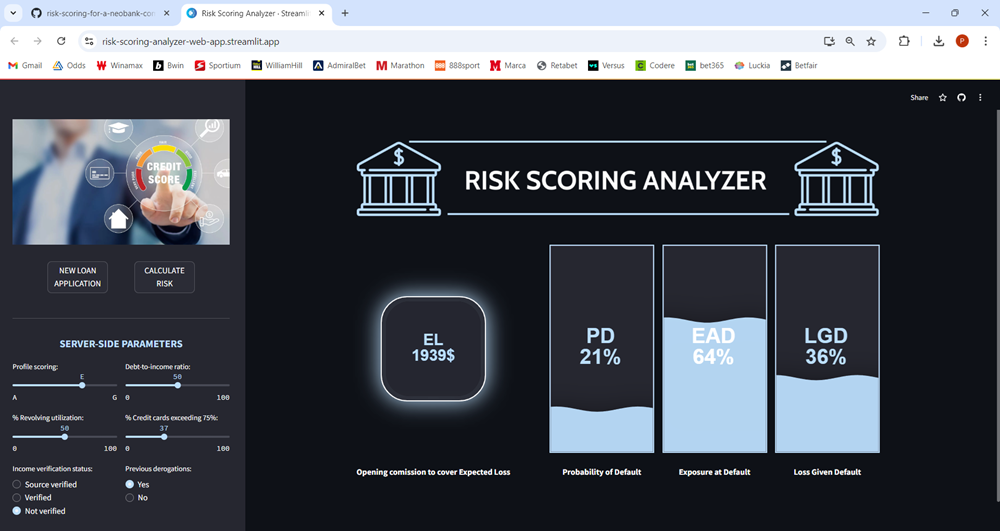 risk-scoring-for-a-neobank-com
Risk Scoring Analyzer · Streamlit
risk-scoring-analyzer-web-app.streamlit.app
P
Gmail
Odds
Winamax
Bwin
Sportium
WilliamHill
AdmiralBet
Marathon
888sport
Marca
Retabet
Versus
Codere
bet365
Luckia
Betfair
Share
CREDIT
SCORE
NEW LOAN
APPLICATION
CALCULATE
RISK
SERVER-SIDE PARAMETERS
Profile scoring:
E
A G
Debt-to-income ratio:
50
0 100
% Revolving utilization:
50
0 100
% Credit cards exceeding 75%:
37
0 100
Income verification status:
Source verified
Verified
Not verified
Previous derogations:
Yes
No
RISK SCORING ANALYZER
EL
1939$
Opening comission to cover Expected Loss
PD
21%
Probability of Default
EAD
64%
Exposure at Default
LGD
36%
Loss Given Default